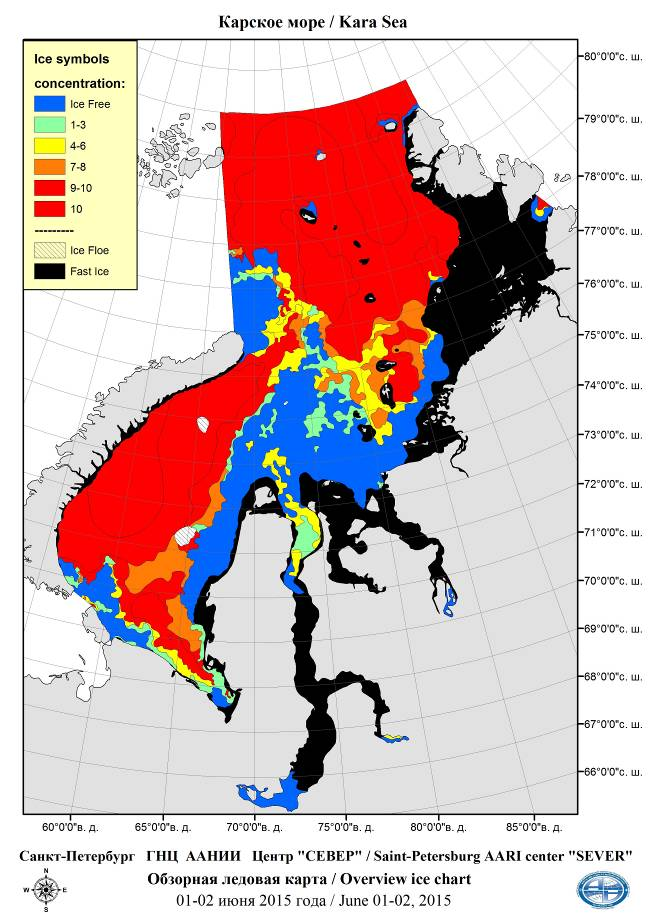 Карское море / Kara Sea
Ice symbols
concentration:
Ice Free
1-3
4-6
7-8
9-10
10
---------
Ice Floe
Fast Ice
80°0'0"с. ш.
79°0'0"с. ш.
78°0'0"с. ш.
77°0'0"с. ш.
76°0'0"с. ш.
75°0'0"с. ш.
74°0'0"с. ш.
73°0'0"с. ш.
72°0'0"с. ш.
71°0'0"с. ш.
70°0'0"с. ш.
69°0'0"с. ш.
68°0'0"с. ш.
67°0'0"с. ш.
66°0'0"с. ш.
60°0'0"в. д. 65°0'0"в. д. 70°0'0"в. д. 75°0'0"в. д. 80°0'0"в. д. 85°0'0"в. д.
Санкт-Петербург ГНЦ ААНИИ Центр "СЕВЕР" / Saint-Petersburg AARI center "SEVER"
Обзорная ледовая карта / Overview ice chart
01-02 июня 2015 года / June 01-02, 2015
N
W E
S